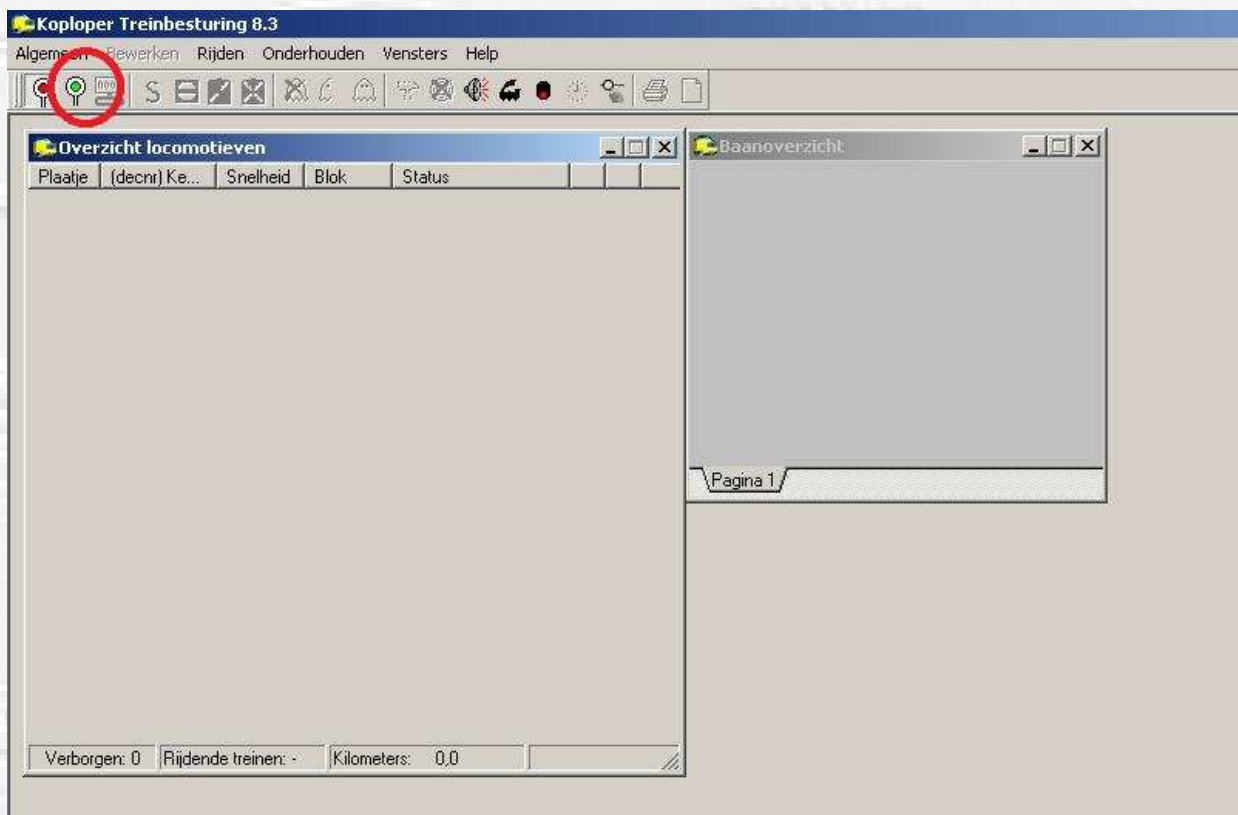 Koploper Treinbesturing 8.3
Algemeen Bewerken Rijden Onderhouden Vensters Help
S
Overzicht locomotieven
Plaatje (decnr) Ke... Snelheid Blok Status
Baanoverzicht
Pagina 1
Verborgen: 0 Rijdende treinen: - Kilometers: 0,0